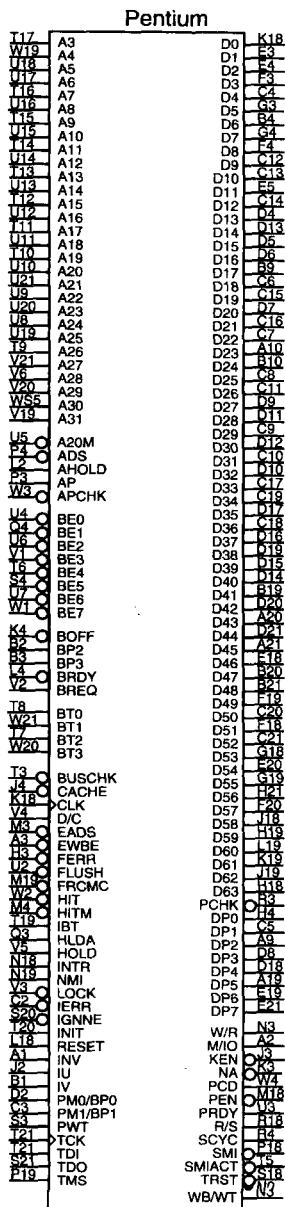 Pentium
T17 A3
W19 A4
U18 A5
U17 A6
T16 A7
U16 A8
T15 A9
U15 A10
T14 A11
U14 A12
T13 A13
U13 A14
T12 A15
U12 A16
T11 A17
U11 A18
T10 A19
U10 A20
U21 A21
U9 A22
U20 A23
U8 A24
U19 A25
T9 A26
V21 A27
V6 A28
V20 A29
WS5 A30
V19 A31
U5 A20M
P4 ADS
L2 AHOLD
P3 AP
W3 APCHK
U4 BE0
Q4 BE1
U6 BE2
V1 BE3
T6 BE4
S4 BE5
U7 BE6
W1 BE7
K4 BOFF
B2 BP2
B3 BP3
L4 BRDY
V2 BREQ
T8 BT0
W21 BT1
T7 BT2
W20 BT3
T3 BUSCHK
J4 CACHE
K18 CLK
V4 D/C
M3 EADS
A3 EWBE
H3 FERR
U2 FLUSH
M19 FRCMC
W2 HIT
M4 HITM
T19 IBT
Q3 HLDA
V5 HOLD
N18 INTR
N19 NMI
V3 LOCK
C2 IERR
S20 IGNNE
T20 INIT
L18 RESET
A1 INV
J2 IU
B1 IV
D2 PM0/BP0
C3 PM1/BP1
S3 PWT
T21 TCK
T21 TDI
S21 TDO
P19 TMS
D0 K18
D1 E3
D2 E4
D3 F3
D4 C4
D5 G3
D6 B4
D7 G4
D8 F4
D9 C12
D10 C13
D11 E5
D12 C14
D13 D4
D14 D13
D15 D5
D16 D6
D17 B9
D18 C6
D19 C15
D20 D7
D21 C16
D22 C7
D23 A10
D24 B10
D25 C8
D26 C11
D27 D9
D28 D11
D29 C9
D30 D12
D31 C10
D32 D10
D33 C17
D34 C19
D35 D17
D36 C18
D37 D16
D38 D19
D39 D15
D40 D14
D41 B19
D42 D20
D43 A20
D44 D21
D45 A21
D46 E18
D47 B20
D48 B21
D49 F19
D50 C20
D51 F18
D52 C21
D53 G18
D54 E20
D55 G19
D56 H21
D57 F20
D58 J18
D59 H19
D60 L19
D61 K19
D62 J19
D63 H18
PCHK R3
DP0 H4
DP1 C5
DP2 A9
DP3 D8
DP4 D18
DP5 A19
DP6 E19
DP7 E21
W/R N3
M/IO A2
KEN J3
NA K3
PCD W4
PEN M18
PRDY U3
R/S R18
SCYC R4
SMI P18
SMIACT T5
TRST S18
WB/WT N3